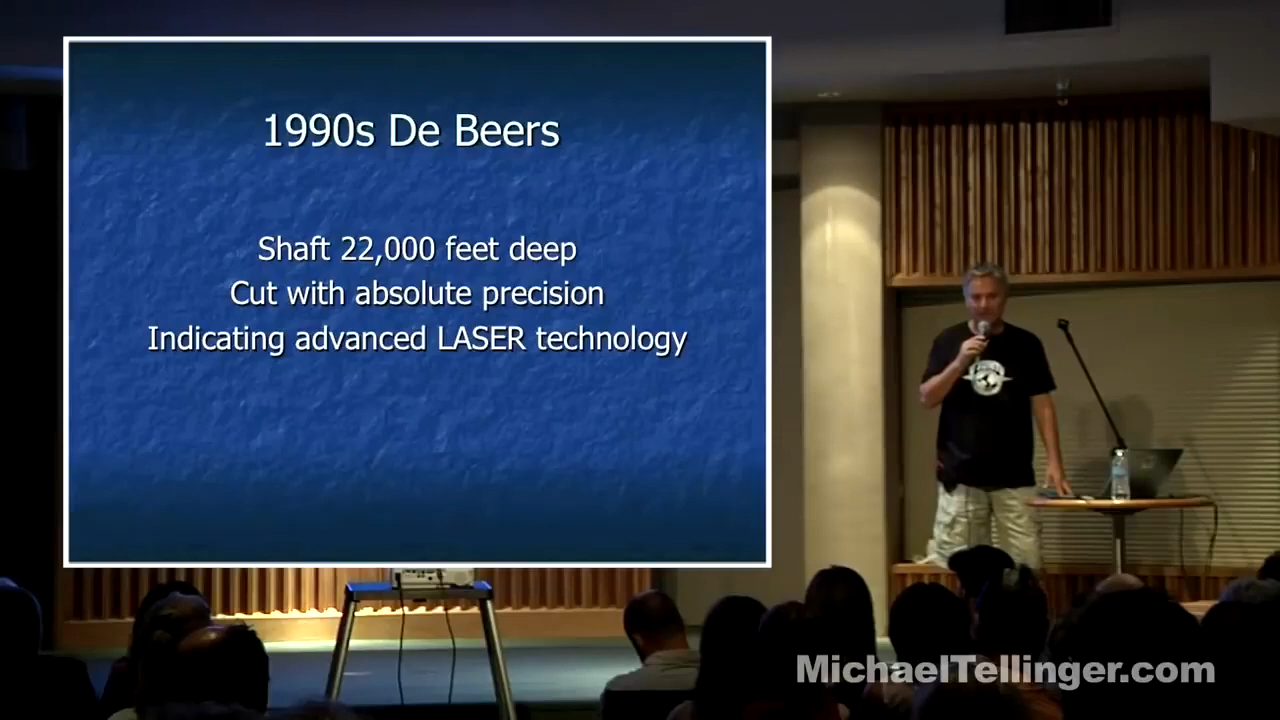 1990s De Beers
Shaft 22,000 feet deep
Cut with absolute precision
Indicating advanced LASER technology
MichaelTellinger.com